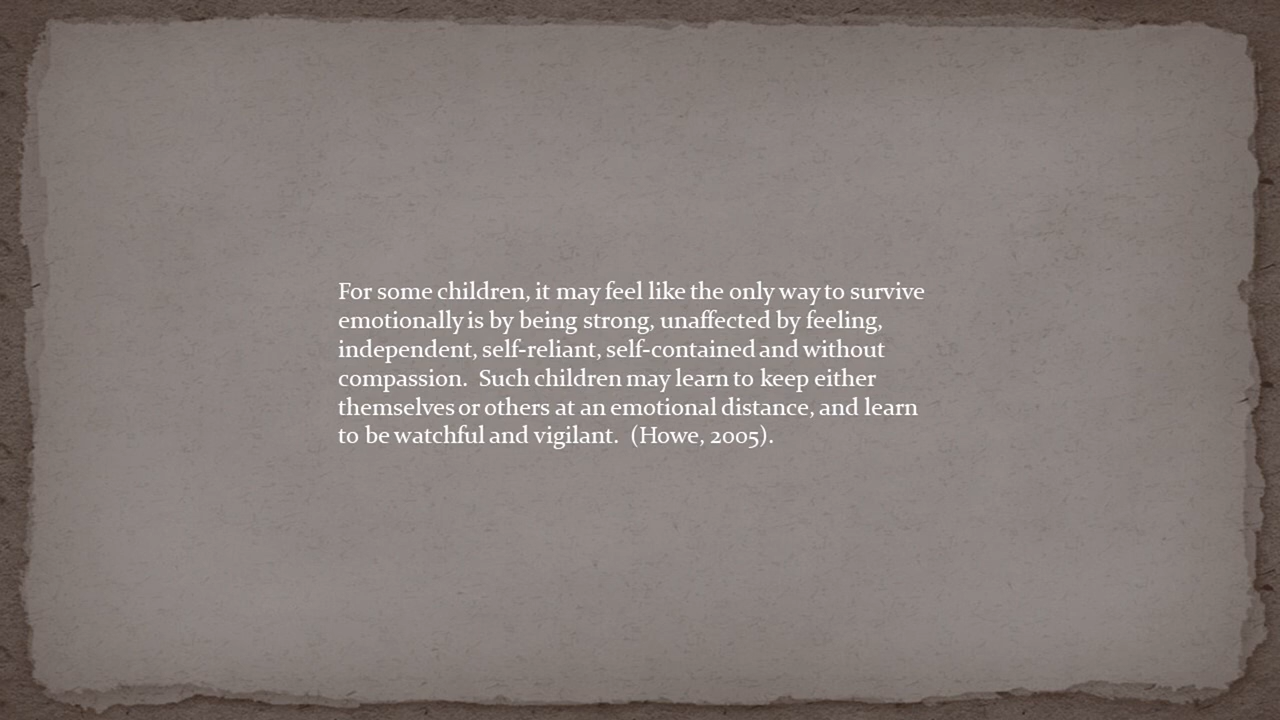 For some children, it may feel like the only way to survive
emotionally is by being strong, unaffected by feeling,
independent, self-reliant, self-contained and without
compassion.  Such children may learn to keep either
themselves or others at an emotional distance, and learn
to be watchful and vigilant.  (Howe, 2005).